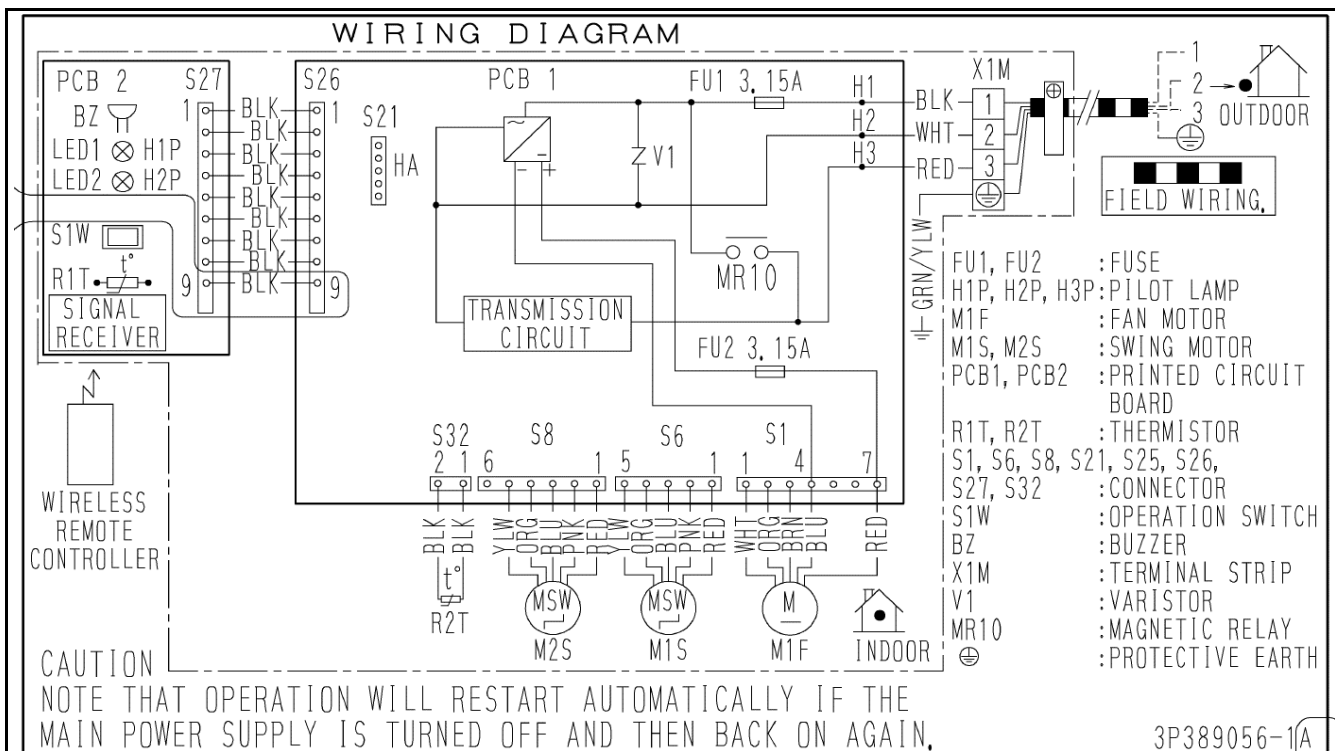 WIRING DIAGRAM
PCB 2
S27
BZ
LED1 H1P
LED2 H2P
S1W
t°
R1T
SIGNAL
RECEIVER
1
9
BLK
BLK
BLK
BLK
BLK
BLK
BLK
BLK
BLK
S26
1
9
S21
HA
PCB 1
~
-
- +
V1
FU1 3.15A
H1
H2
H3
MR10
TRANSMISSION
CIRCUIT
FU2 3.15A
X1M
BLK 1
WHT 2
RED 3
GRN/YLW
1
2
3
OUTDOOR
FIELD WIRING.
S32
2 1
S8
6 1
S6
5 1
S1
1 4 7
BLK
BLK
YLW
ORG
BLU
PNK
RED
YLW
ORG
BLU
PNK
RED
WHT
ORG
BRN
BLU
RED
t°
R2T
MSW
M2S
MSW
M1S
M
M1F
INDOOR
WIRELESS
REMOTE
CONTROLLER
FU1, FU2 :FUSE
H1P, H2P, H3P:PILOT LAMP
M1F :FAN MOTOR
M1S, M2S :SWING MOTOR
PCB1, PCB2 :PRINTED CIRCUIT
BOARD
R1T, R2T :THERMISTOR
S1, S6, S8, S21, S25, S26,
S27, S32 :CONNECTOR
S1W :OPERATION SWITCH
BZ :BUZZER
X1M :TERMINAL STRIP
V1 :VARISTOR
MR10 :MAGNETIC RELAY
:PROTECTIVE EARTH
CAUTION
NOTE THAT OPERATION WILL RESTART AUTOMATICALLY IF THE
MAIN POWER SUPPLY IS TURNED OFF AND THEN BACK ON AGAIN.
3P389056-1A